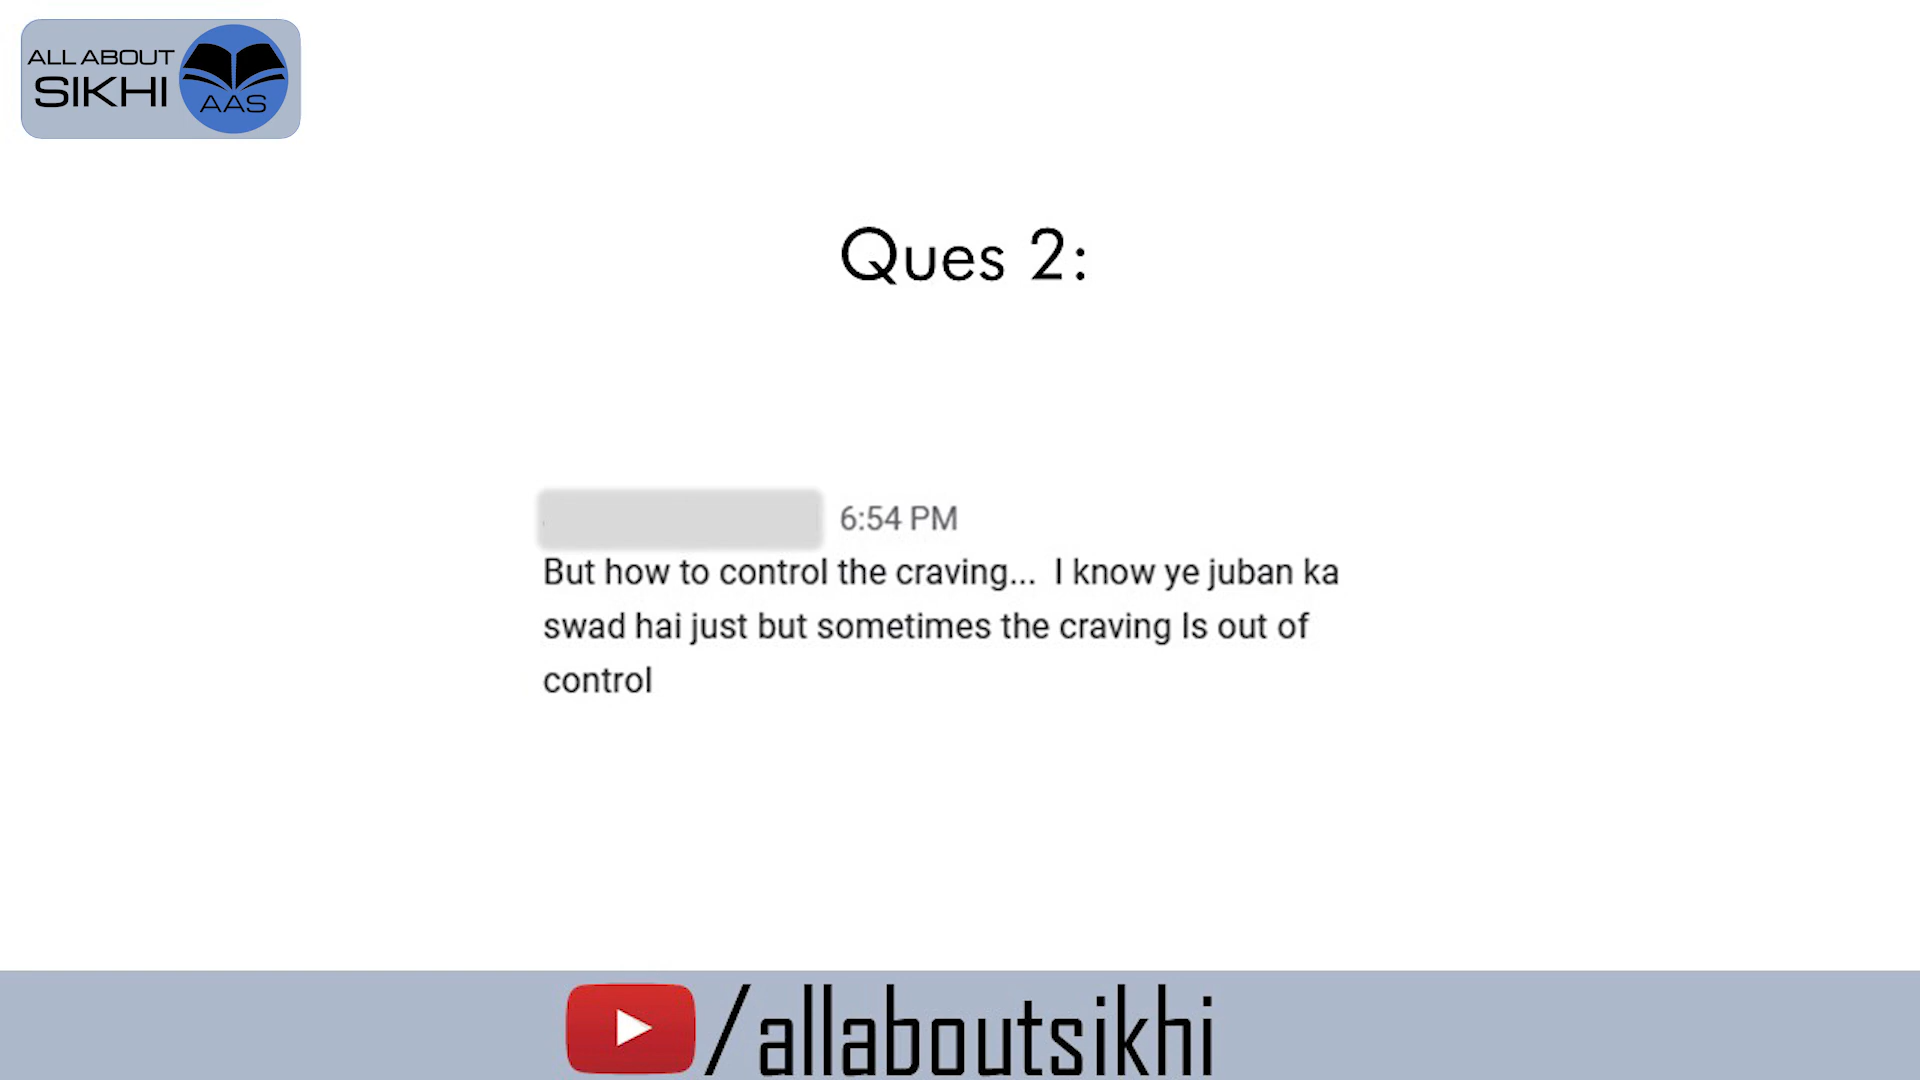 ALL ABOUT
SIKHI
AAS
Ques 2:
6:54 PM
But how to control the craving... I know ye juban ka
swad hai just but sometimes the craving Is out of
control
/allaboutsikhi